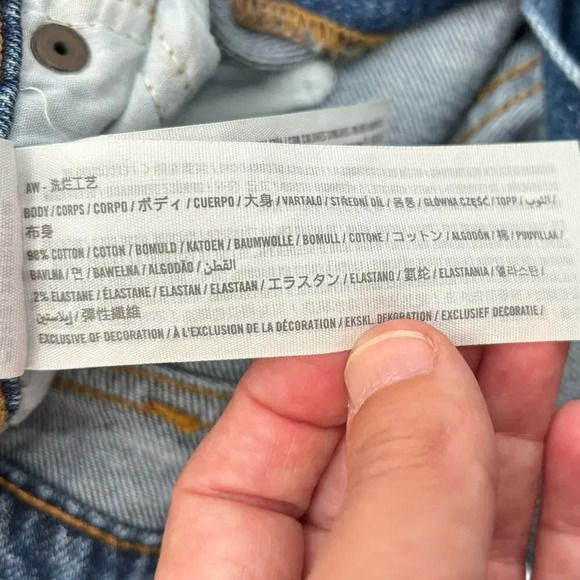 CON COLORES
AW - 洗烂工艺
BODY / CORPS / CORPO / ボディ / CUERPO / 大身 / VARTALO / STŘEDNÍ DÍL / 몸통 / GŁÓWNA CZĘŚĆ / TOPP / الثوب /
布身
98% COTTON / COTON / BOMULD / KATOEN / BAUMWOLLE / BOMULL / COTONE / コットン / ALGODÓN / 棉 / PUUVILLAA /
BAVLNA / 면 / BAWEŁNA / ALGODÃO / القطن /
2% ELASTANE / ÉLASTANE / ELASTAN / ELASTAAN / エラスタン / ELASTANO / 氨纶 / ELASTAANIA / 엘라스탄 /
إيلاستين / 彈性纖維
EXCLUSIVE OF DECORATION / À L'EXCLUSION DE LA DÉCORATION / EKSKL. DEKORATION / EXCLUSIEF DECORATIE /